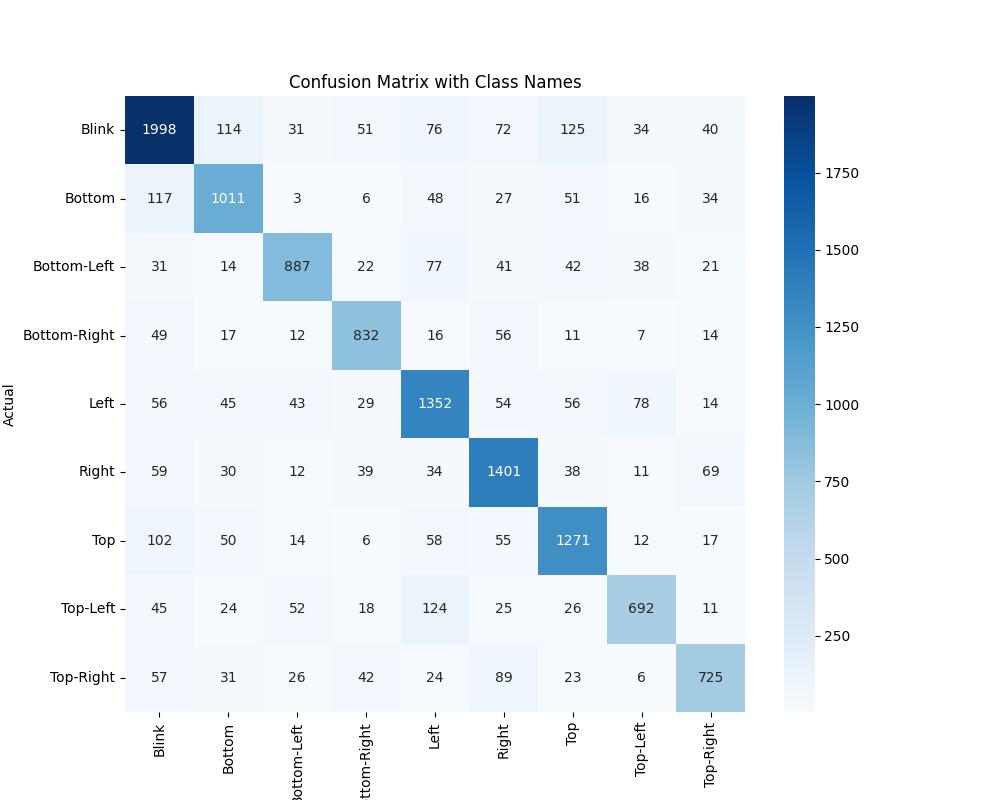 Confusion Matrix with Class Names
Blink 1998 114 31 51 76 72 125 34 40
Bottom 117 1011 3 6 48 27 51 16 34
Bottom-Left 31 14 887 22 77 41 42 38 21
Bottom-Right 49 17 12 832 16 56 11 7 14
Left 56 45 43 29 1352 54 56 78 14
Right 59 30 12 39 34 1401 38 11 69
Top 102 50 14 6 58 55 1271 12 17
Top-Left 45 24 52 18 124 25 26 692 11
Top-Right 57 31 26 42 24 89 23 6 725
Actual
Blink
Bottom
ottom-Left
ttom-Right
Left
Right
Top
Top-Left
Top-Right
1750
1500
1250
1000
750
500
250